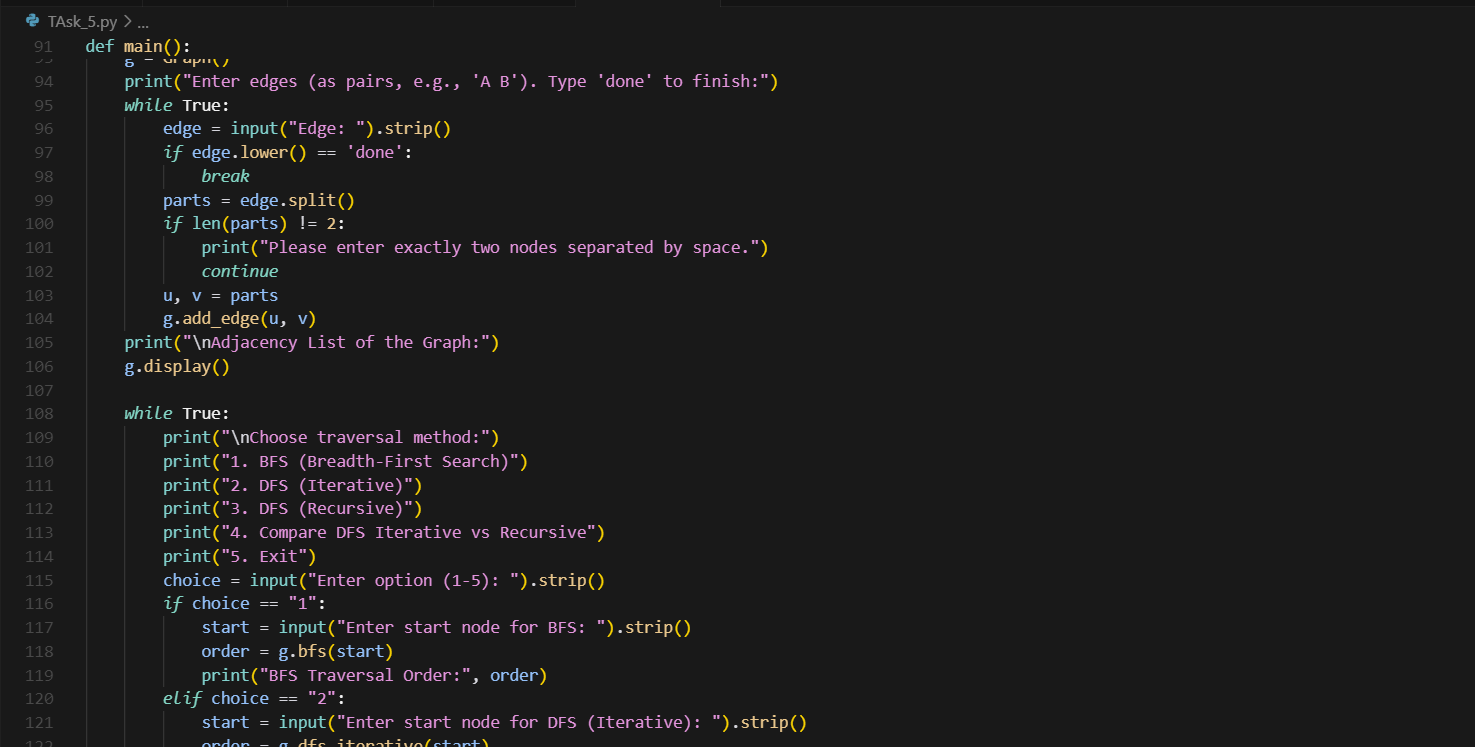 TAsk_5.py > ...
91 def main():
93 g = Graph()
94 print("Enter edges (as pairs, e.g., 'A B'). Type 'done' to finish:")
95 while True:
96 edge = input("Edge: ").strip()
97 if edge.lower() == 'done':
98 break
99 parts = edge.split()
100 if len(parts) != 2:
101 print("Please enter exactly two nodes separated by space.")
102 continue
103 u, v = parts
104 g.add_edge(u, v)
105 print("\nAdjacency List of the Graph:")
106 g.display()
107
108 while True:
109 print("\nChoose traversal method:")
110 print("1. BFS (Breadth-First Search)")
111 print("2. DFS (Iterative)")
112 print("3. DFS (Recursive)")
113 print("4. Compare DFS Iterative vs Recursive")
114 print("5. Exit")
115 choice = input("Enter option (1-5): ").strip()
116 if choice == "1":
117 start = input("Enter start node for BFS: ").strip()
118 order = g.bfs(start)
119 print("BFS Traversal Order:", order)
120 elif choice == "2":
121 start = input("Enter start node for DFS (Iterative): ").strip()
122 order = g.dfs_iterative(start)